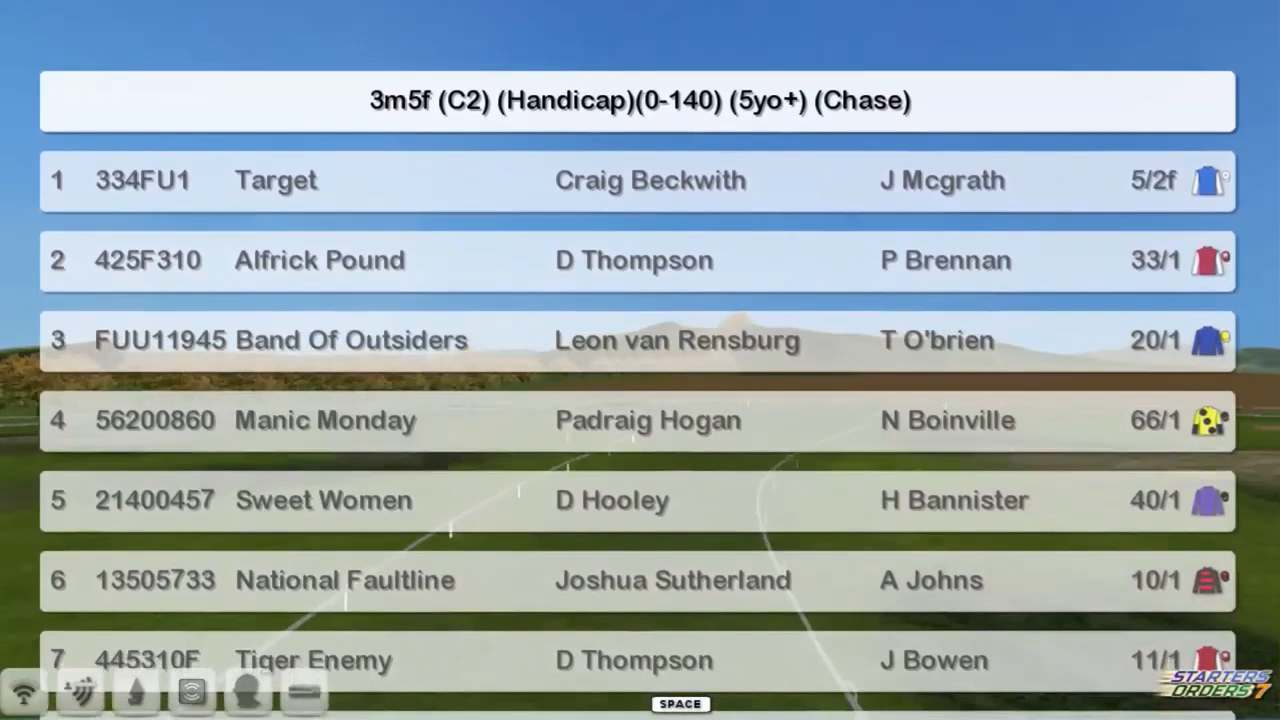 3m5f (C2) (Handicap)(0-140) (5yo+) (Chase)
1 334FU1 Target Craig Beckwith J Mcgrath 5/2f
2 425F310 Alfrick Pound D Thompson P Brennan 33/1
3 FUU11945 Band Of Outsiders Leon van Rensburg T O'brien 20/1
4 56200860 Manic Monday Padraig Hogan N Boinville 66/1
5 21400457 Sweet Women D Hooley H Bannister 40/1
6 13505733 National Faultline Joshua Sutherland A Johns 10/1
7 445310F Tiger Enemy D Thompson J Bowen 11/1
STARTERS
ORDERS 7
SPACE